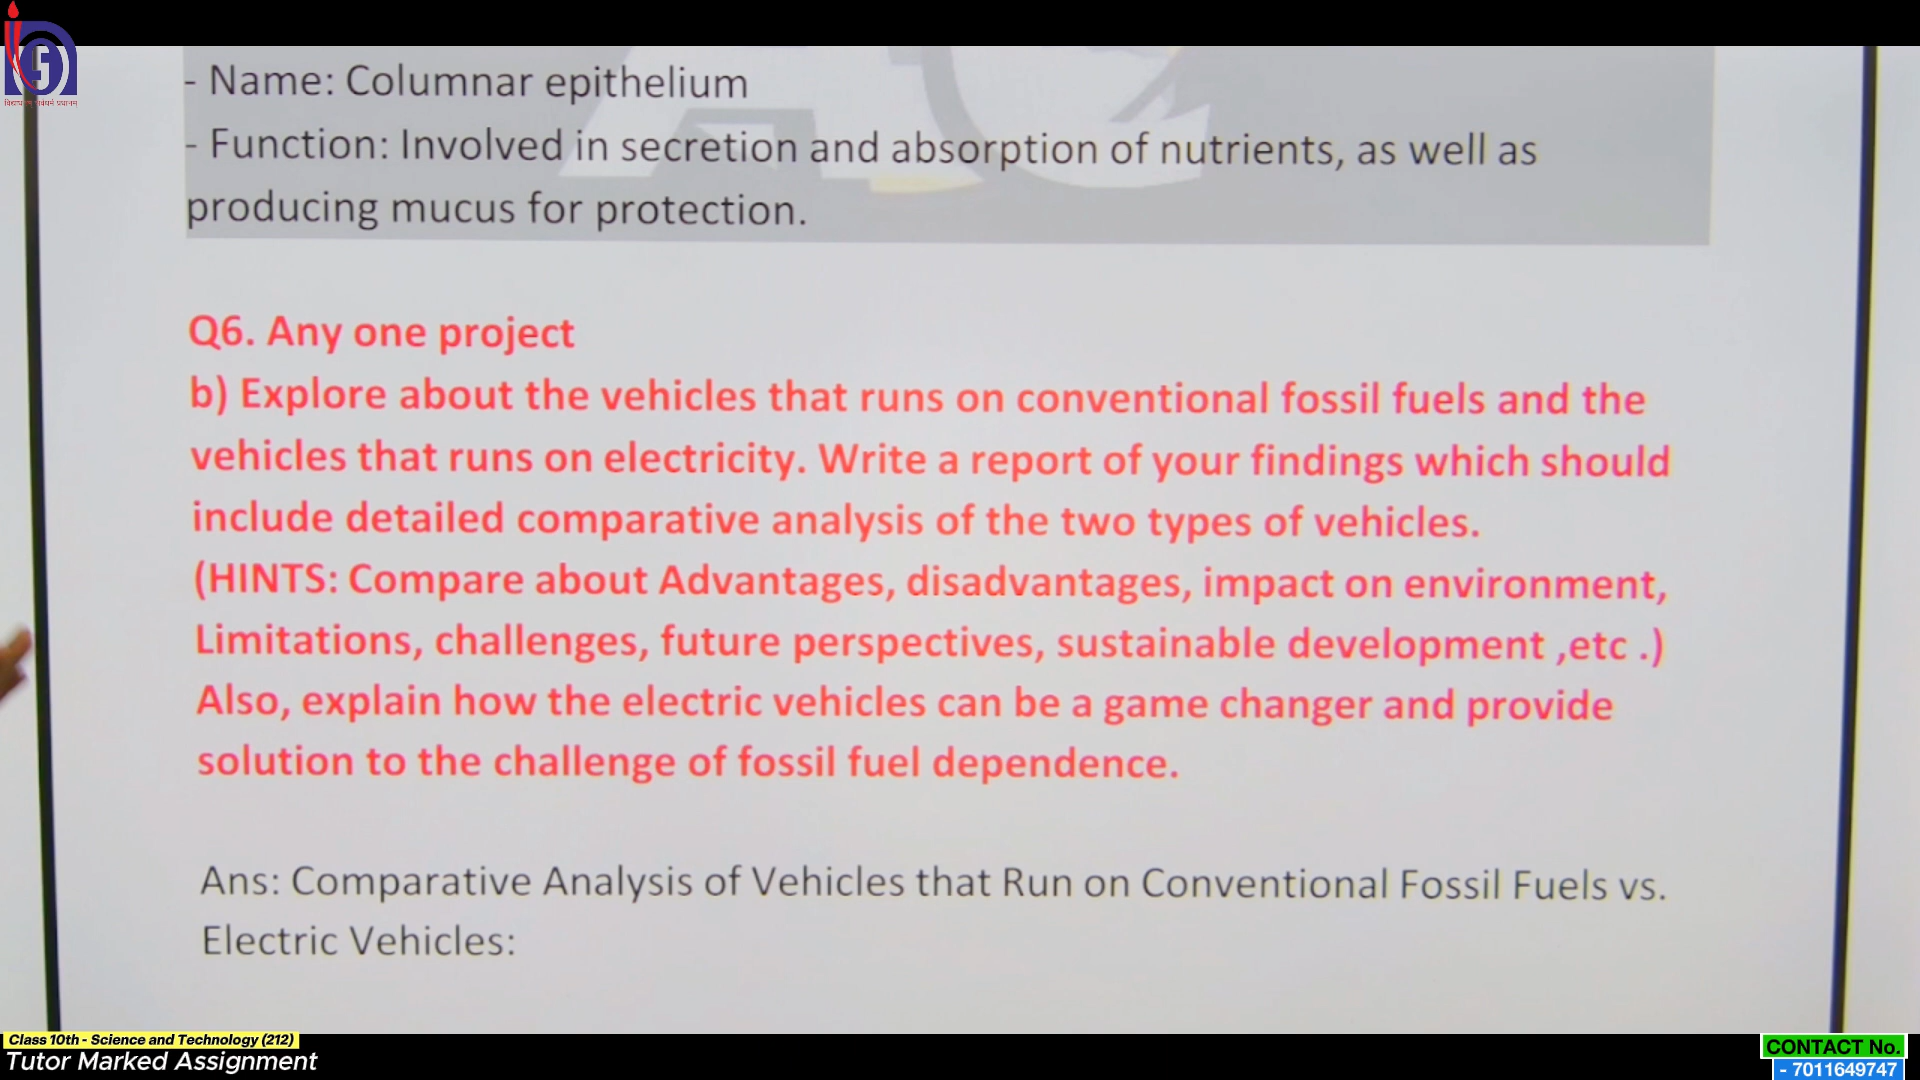 - Name: Columnar epithelium
- Function: Involved in secretion and absorption of nutrients, as well as
producing mucus for protection.
Q6. Any one project
b) Explore about the vehicles that runs on conventional fossil fuels and the
vehicles that runs on electricity. Write a report of your findings which should
include detailed comparative analysis of the two types of vehicles.
(HINTS: Compare about Advantages, disadvantages, impact on environment,
Limitations, challenges, future perspectives, sustainable development ,etc .)
Also, explain how the electric vehicles can be a game changer and provide
solution to the challenge of fossil fuel dependence.
Ans: Comparative Analysis of Vehicles that Run on Conventional Fossil Fuels vs.
Electric Vehicles:
Class 10th - Science and Technology (212)
Tutor Marked Assignment
CONTACT No.
- 7011649747